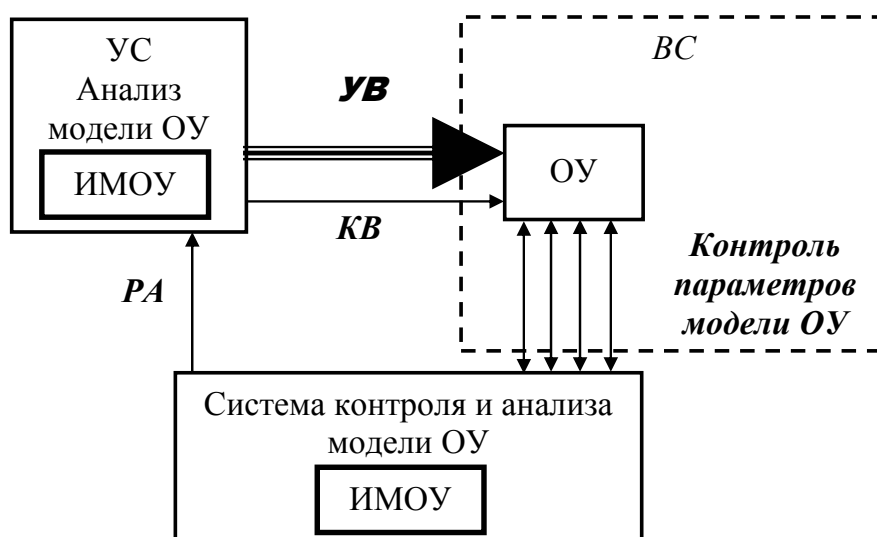 УС
Анализ
модели ОУ
ИМОУ
УВ
ВС
ОУ
КВ
РА
Контроль
параметров
модели ОУ
Система контроля и анализа
модели ОУ
ИМОУ